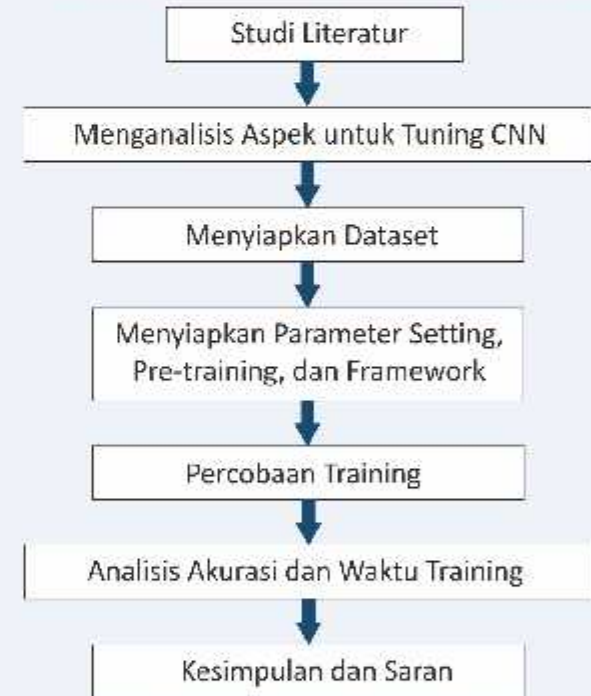 Studi Literatur
Menganalisis Aspek untuk Tuning CNN
Menyiapkan Dataset
Menyiapkan Parameter Setting,
Pre-training, dan Framework
Percobaan Training
Analisis Akurasi dan Waktu Training
Kesimpulan dan Saran